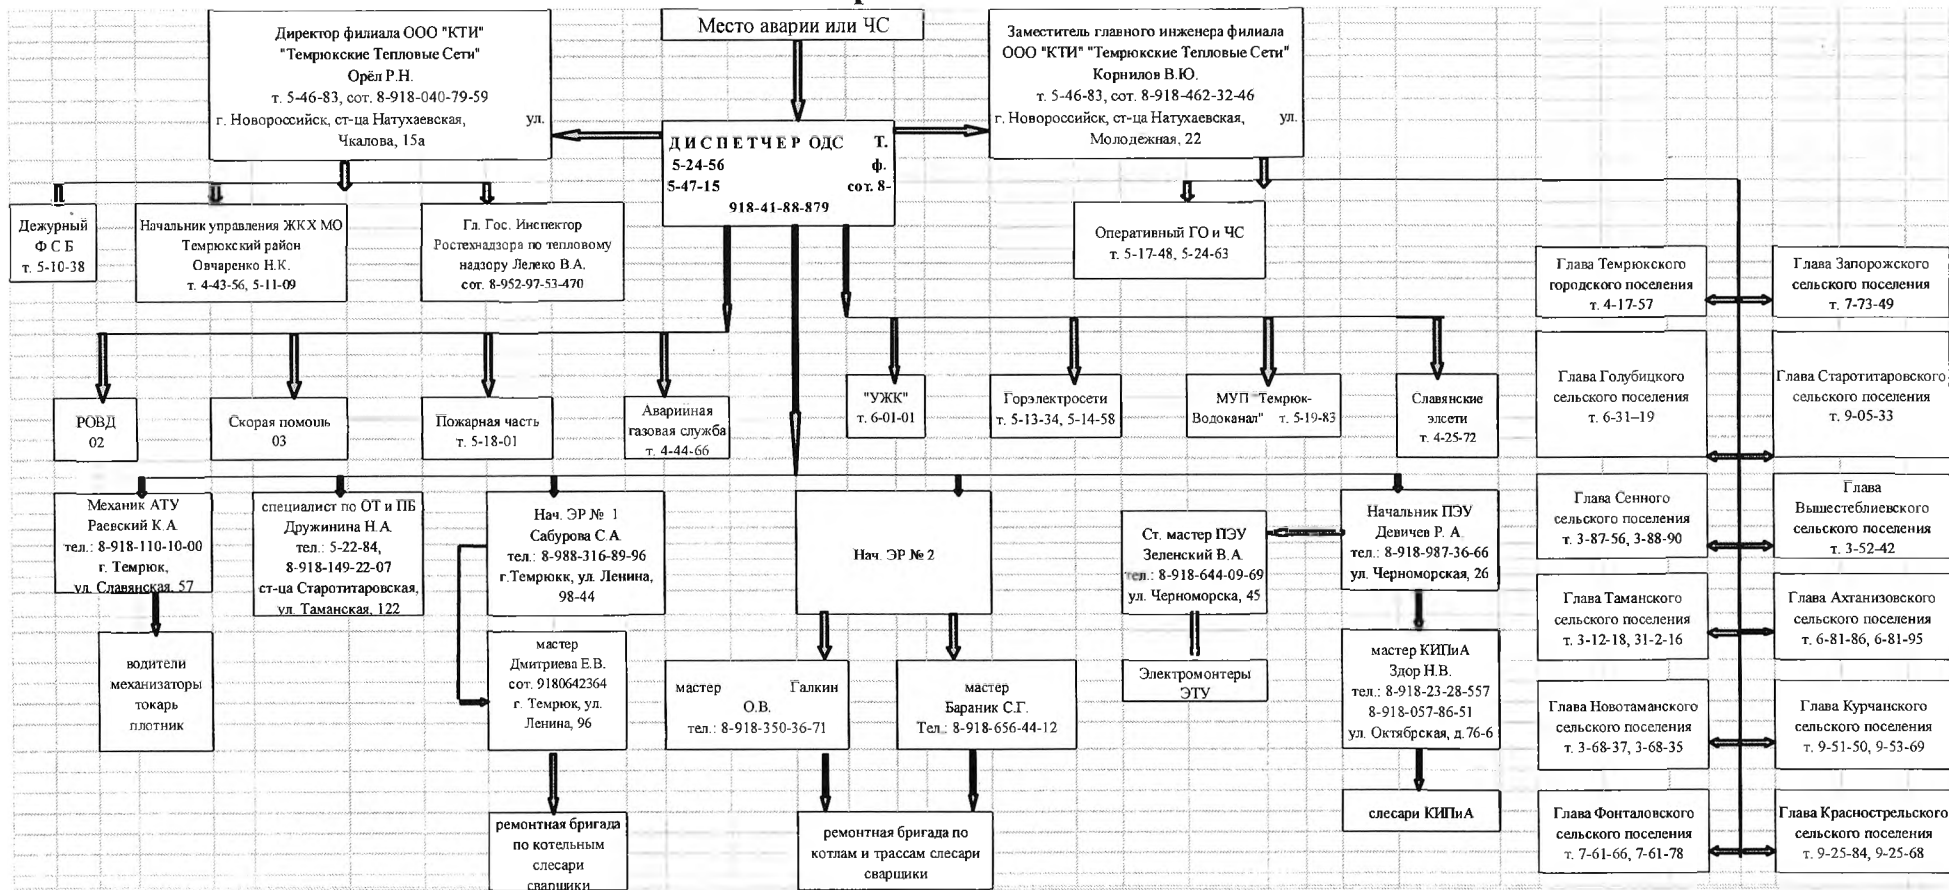 Место аварии или ЧС
Директор филиала ООО "КТИ"
"Темрюкские Тепловые Сети"
Орёл Р.Н.
т. 5-46-83, сот. 8-918-040-79-59
г. Новороссийск, ст-ца Натухаевская, ул.
Чкалова, 15а
Заместитель главного инженера филиала
ООО "КТИ" "Темрюкские Тепловые Сети"
Корнилов В.Ю.
т. 5-46-83, сот. 8-918-462-32-46
г. Новороссийск, ст-ца Натухаевская, ул.
Молодежная, 22
ДИСПЕТЧЕР ОДС Т.
5-24-56 ф.
5-47-15 сот. 8-
918-41-88-879
Дежурный
Ф С Б
т. 5-10-38
Начальник управления ЖКХ МО
Темрюкский район
Овчаренко Н.К.
т. 4-43-56, 5-11-09
Гл. Гос. Инспектор
Ростехнадзора по тепловому
надзору Лелеко В.А.
сот. 8-952-97-53-470
Оперативный ГО и ЧС
т. 5-17-48, 5-24-63
Глава Темрюкского
городского поселения
т. 4-17-57
Глава Запорожского
сельского поселения
т. 7-73-49
РОВД
02
Скорая помошь
03
Пожарная часть
т. 5-18-01
Аварийная
газовая служба
т. 4-44-66
"УЖК"
т. 6-01-01
Горэлектросети
т. 5-13-34, 5-14-58
МУП "Темрюк-
Водоканал" т. 5-19-83
Славянские
элсети
т. 4-25-72
Глава Голубицкого
сельского поселения
т. 6-31–19
Глава Старотитаровского
сельского поселения
т. 9-05-33
Механик АТУ
Раевский К.А.
тел.: 8-918-110-10-00
г. Темрюк,
ул. Славянская, 57
специалист по ОТ и ПБ
Дружинина Н.А.
тел.: 5-22-84,
8-918-149-22-07
ст-ца Старотитаровская,
ул. Таманская, 122
Нач. ЭР № 1
Сабурова С.А.
тел.: 8-988-316-89-96
г.Темрюкк, ул. Ленина,
98-44
Нач. ЭР № 2
Ст. мастер ПЭУ
Зеленский В.А.
тел.: 8-918-644-09-69
ул. Черноморска, 45
Начальник ПЭУ
Девичев Р. А.
тел.: 8-918-987-36-66
ул. Черноморская, 26
Глава Сенного
сельского поселения
т. 3-87-56, 3-88-90
Глава
Вышестеблиевского
сельского поселения
т. 3-52-42
водители
механизаторы
токарь
плотник
мастер
Дмитриева Е.В.
сот. 9180642364
г. Темрюк, ул.
Ленина, 96
мастер Галкин
О.В.
тел.: 8-918-350-36-71
мастер
Бараник С.Г.
Тел.: 8-918-656-44-12
Электромонтеры
ЭТУ
мастер КИПиА
Здор Н.В.
тел.: 8-918-23-28-557
8-918-057-86-51
ул. Октябрская, д.76-6
Глава Таманского
сельского поселения
т. 3-12-18, 31-2-16
Глава Ахтанизовского
сельского поселения
т. 6-81-86, 6-81-95
Глава Новотаманского
сельского поселения
т. 3-68-37, 3-68-35
Глава Курчанского
сельского поселения
т. 9-51-50, 9-53-69
ремонтная бригада
по котельным
слесари
сварщики
ремонтная бригада по
котлам и трассам слесари
сварщики
слесари КИПиА
Глава Фонталовского
сельского поселения
т. 7-61-66, 7-61-78
Глава Краснострельского
сельского поселения
т. 9-25-84, 9-25-68